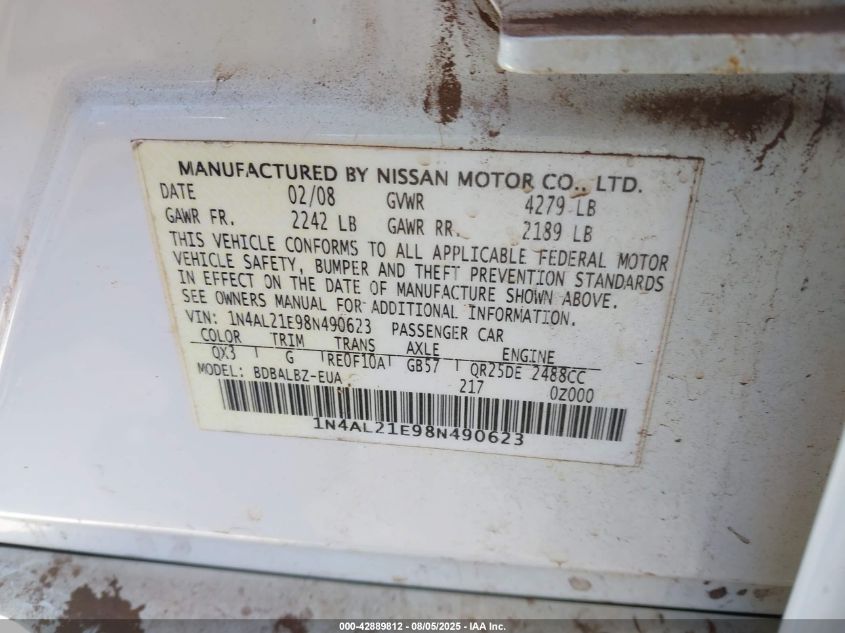 MANUFACTURED BY NISSAN MOTOR CO., LTD.
DATE 02/08 GVWR 4279 LB
GAWR FR. 2242 LB GAWR RR. 2189 LB
THIS VEHICLE CONFORMS TO ALL APPLICABLE FEDERAL MOTOR
VEHICLE SAFETY, BUMPER AND THEFT PREVENTION STANDARDS
IN EFFECT ON THE DATE OF MANUFACTURE SHOWN ABOVE.
SEE OWNERS MANUAL FOR ADDITIONAL INFORMATION.
VIN: 1N4AL21E98N490623 PASSENGER CAR
COLOR TRIM TRANS AXLE ENGINE
QX3 G RE0F10A GB57 QR25DE 2488CC
MODEL: BDBALBZ-EUA 217 0Z000
1N4AL21E98N490623
000-42889812 - 08/05/2025 - IAA Inc.